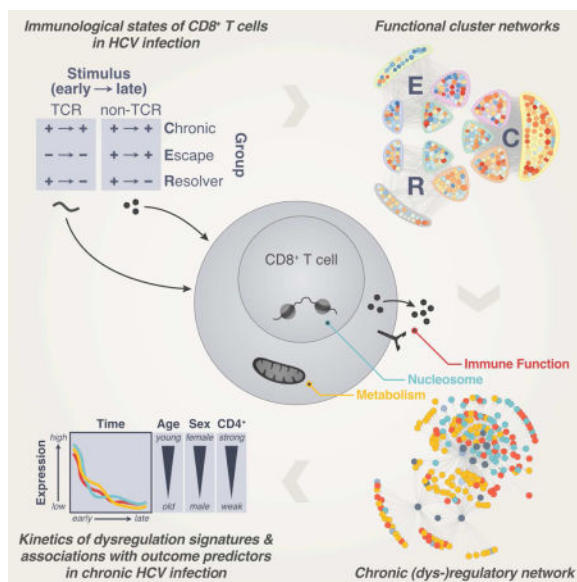 Immunological states of CD8⁺ T cells
in HCV infection
Stimulus
(early → late)
TCR non-TCR
+ → + + → + Chronic
− → − + → + Escape
+ → − + → − Resolver
Group
Functional cluster networks
E
C
R
CD8⁺ T cell
Immune Function
Nucleosome
Metabolism
Time Age Sex CD4⁺
high young female strong
Expression
low old male weak
early → late
Kinetics of dysregulation signatures &
associations with outcome predictors
in chronic HCV infection
Chronic (dys-)regulatory network